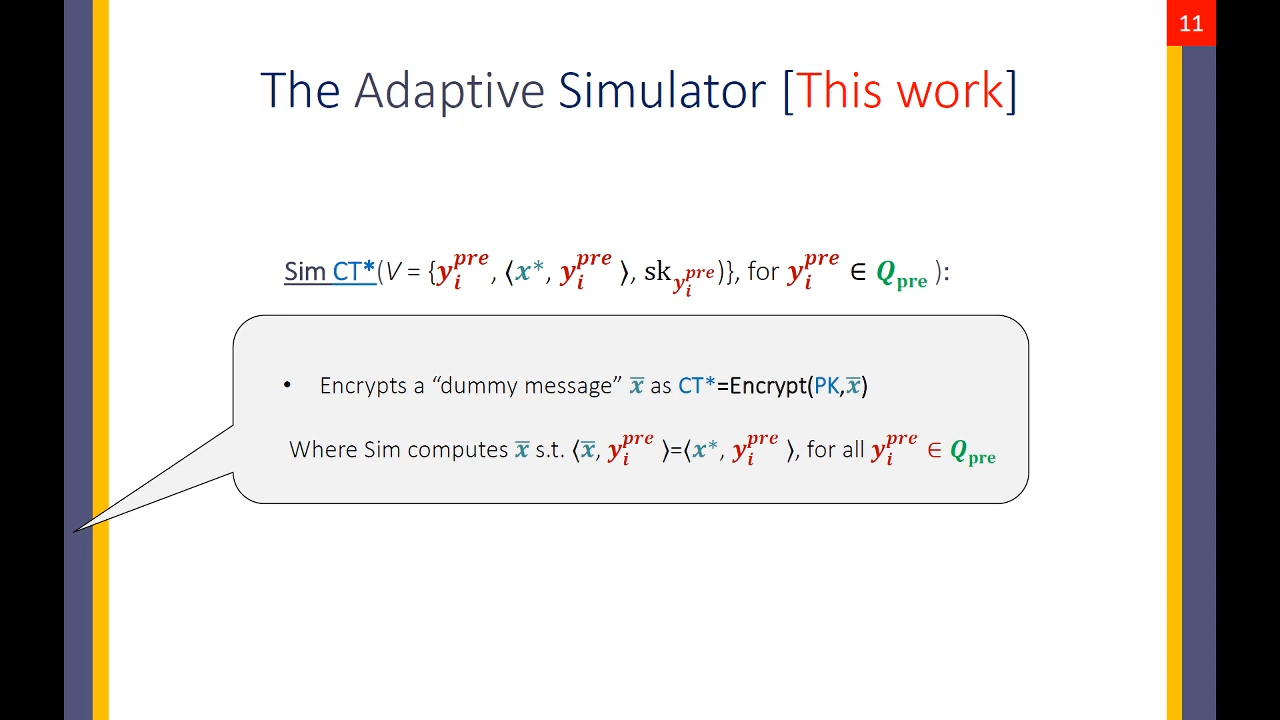 11
The Adaptive Simulator [This work]
Sim CT*(V = {y_i^pre, ⟨x*, y_i^pre ⟩, sk_{y_i^pre})}, for y_i^pre ∈ Q_pre ):
• Encrypts a “dummy message” x̅ as CT*=Encrypt(PK,x̅)
Where Sim computes x̅ s.t. ⟨x̅, y_i^pre ⟩=⟨x*, y_i^pre ⟩, for all y_i^pre ∈ Q_pre